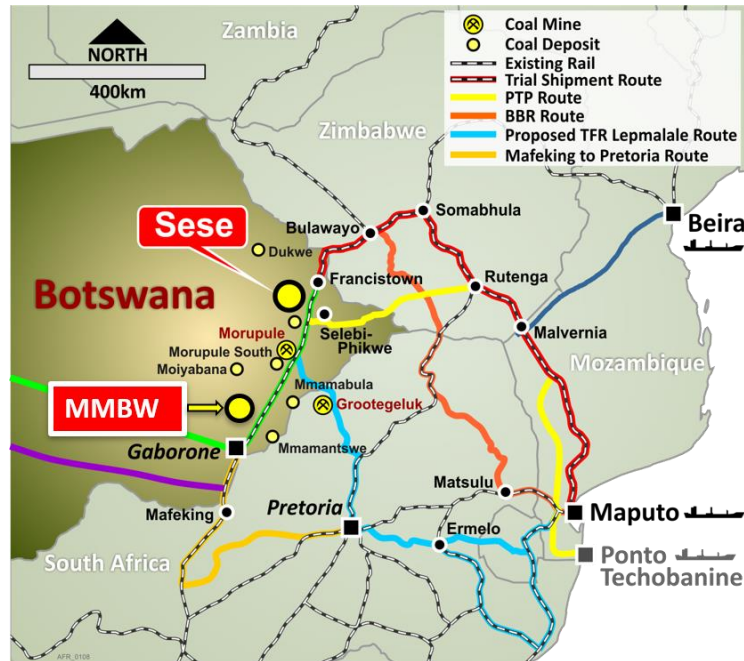 NORTH
400km
Zambia
Coal Mine
Coal Deposit
Existing Rail
Trial Shipment Route
PTP Route
BBR Route
Proposed TFR Lepmalale Route
Mafeking to Pretoria Route
Zimbabwe
Sese
Dukwe
Bulawayo
Somabhula
Beira
Botswana
Francistown
Rutenga
Selebi-
Phikwe
Malvernia
Morupule
Morupule South
Moiyabana
Mozambique
Mmamabula
Grootegeluk
MMBW
Gaborone
Mmamantswe
Matsulu
Pretoria
Mafeking
Maputo
Ermelo
South Africa
Ponto
Techobanine
AFR_0108